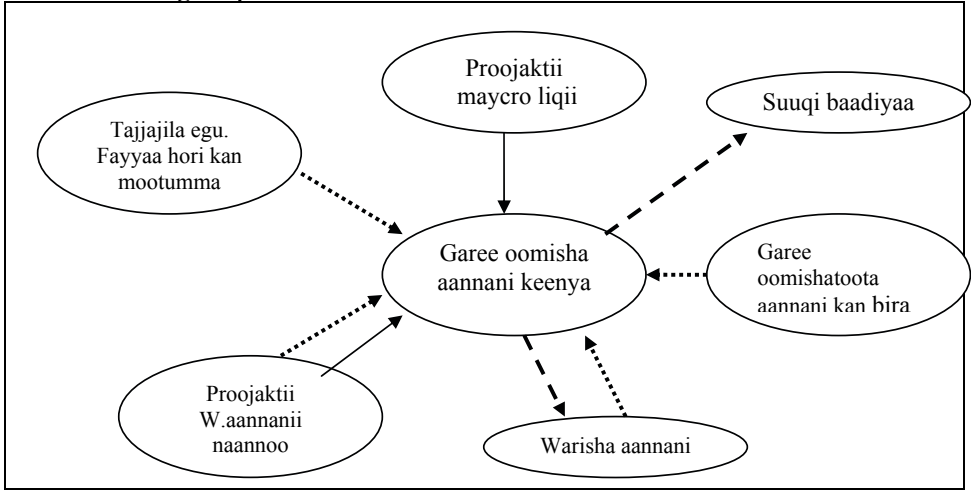 Proojaktii
maycro liqii
Suuqi baadiyaa
Tajjajila egu.
Fayyaa hori kan
mootumma
Garee oomisha
aannani keenya
Garee
oomishatoota
aannani kan bira
Proojaktii
W.aannanii
naannoo
Warisha aannani